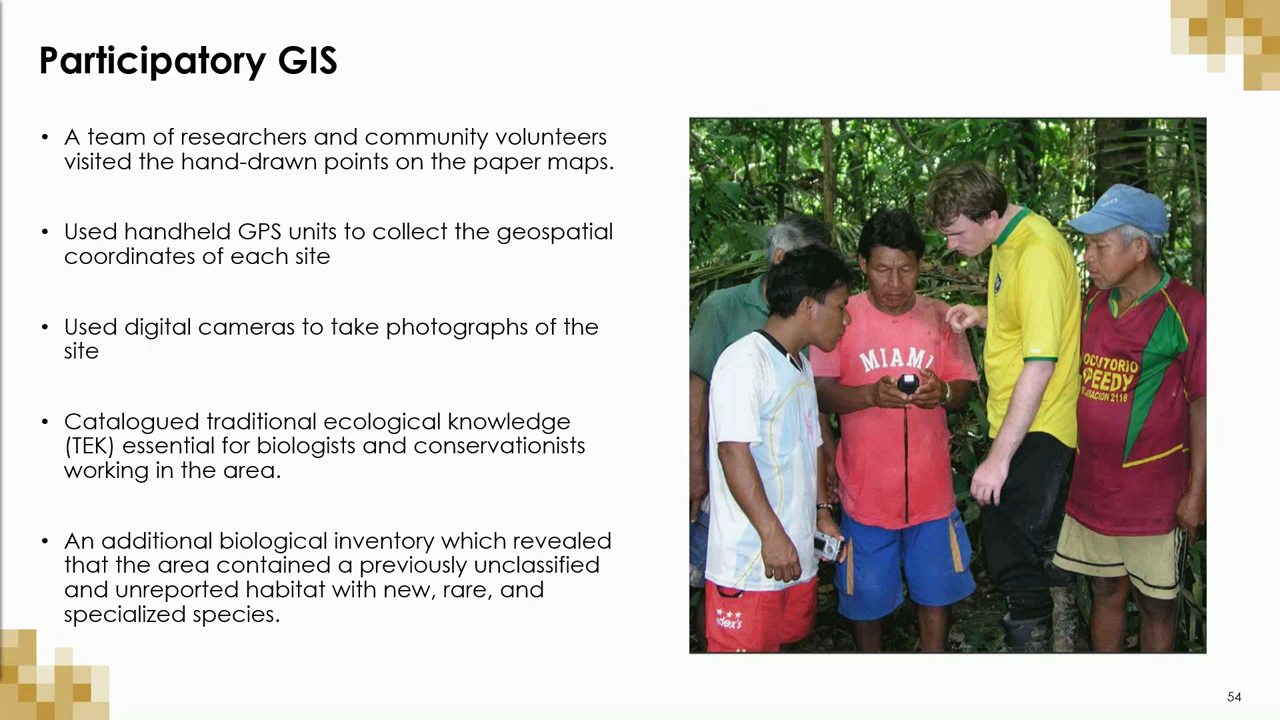 Participatory GIS
• A team of researchers and community volunteers
visited the hand-drawn points on the paper maps.
• Used handheld GPS units to collect the geospatial
coordinates of each site
• Used digital cameras to take photographs of the
site
• Catalogued traditional ecological knowledge
(TEK) essential for biologists and conservationists
working in the area.
• An additional biological inventory which revealed
that the area contained a previously unclassified
and unreported habitat with new, rare, and
specialized species.
MIAMI
SPEEDY
54